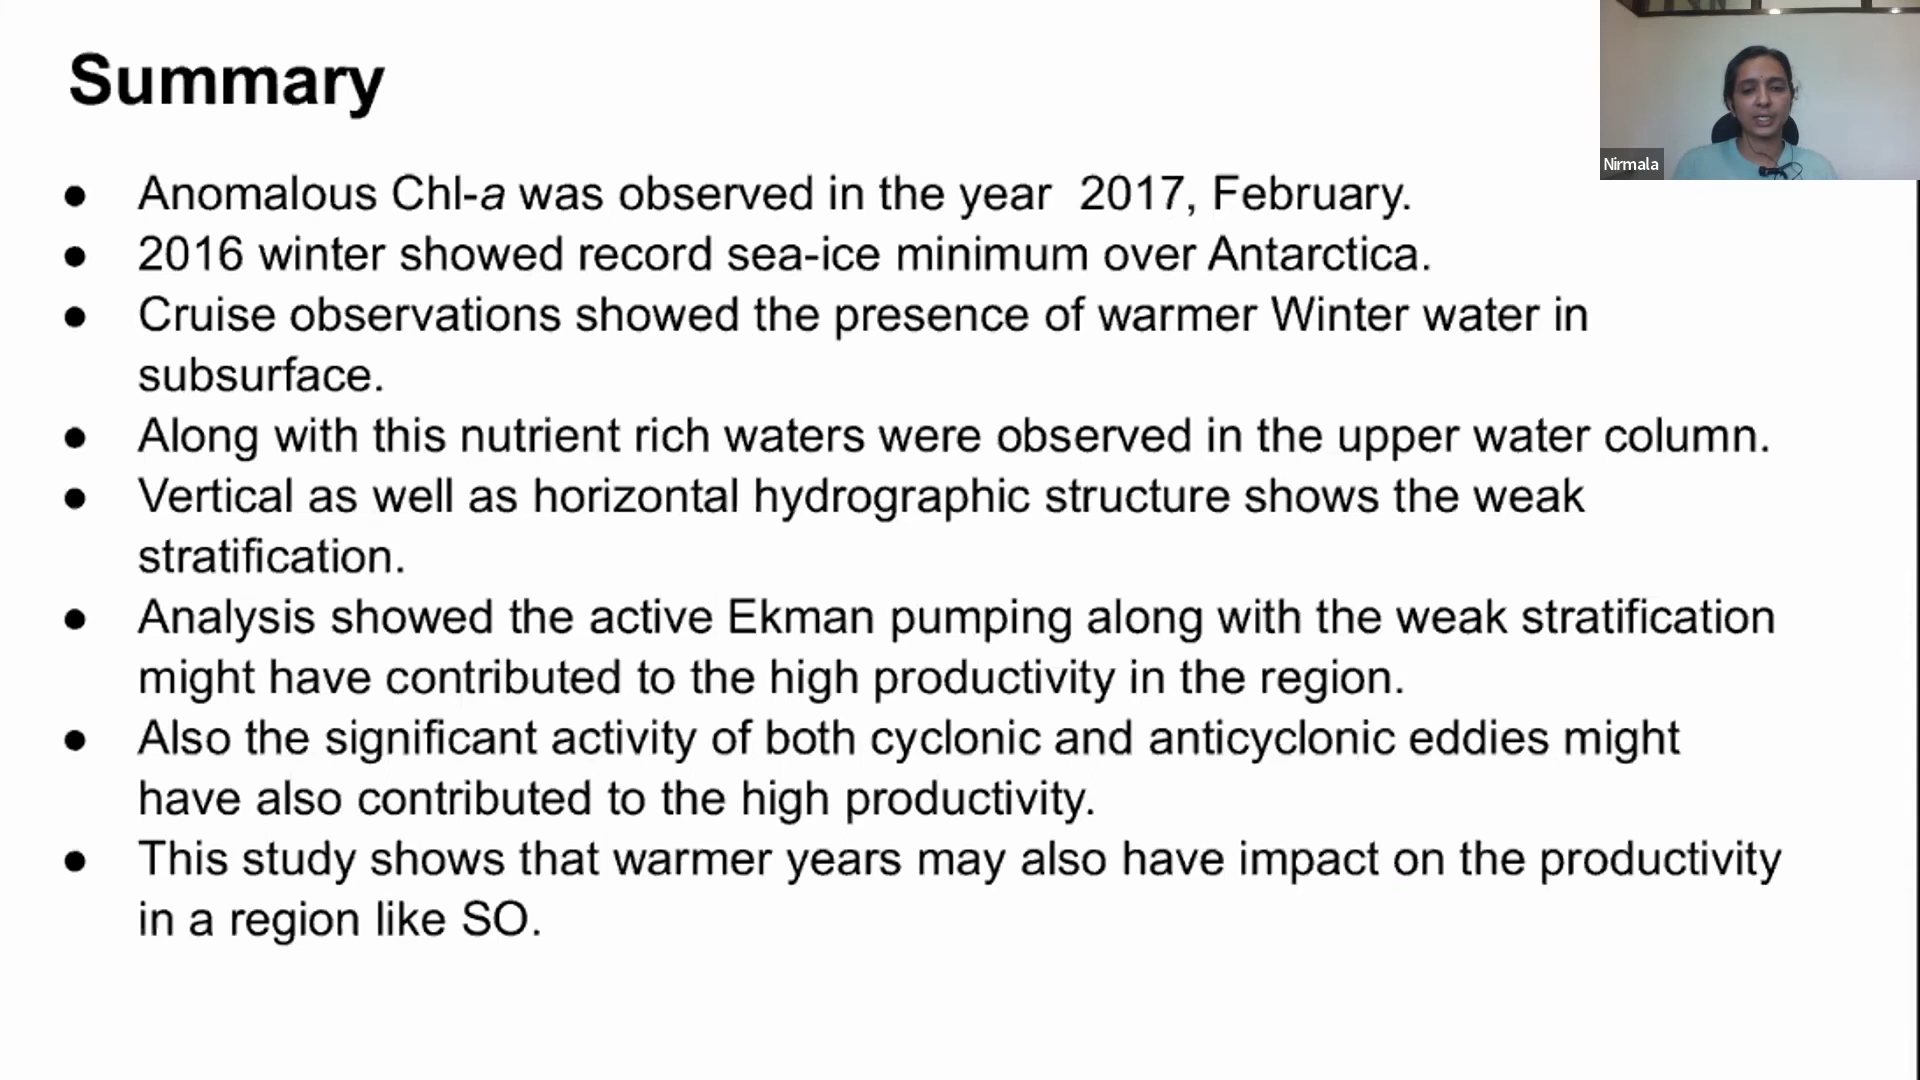 Summary
Nirmala
● Anomalous Chl-a was observed in the year  2017, February.
● 2016 winter showed record sea-ice minimum over Antarctica.
● Cruise observations showed the presence of warmer Winter water in
subsurface.
● Along with this nutrient rich waters were observed in the upper water column.
● Vertical as well as horizontal hydrographic structure shows the weak
stratification.
● Analysis showed the active Ekman pumping along with the weak stratification
might have contributed to the high productivity in the region.
● Also the significant activity of both cyclonic and anticyclonic eddies might
have also contributed to the high productivity.
● This study shows that warmer years may also have impact on the productivity
in a region like SO.